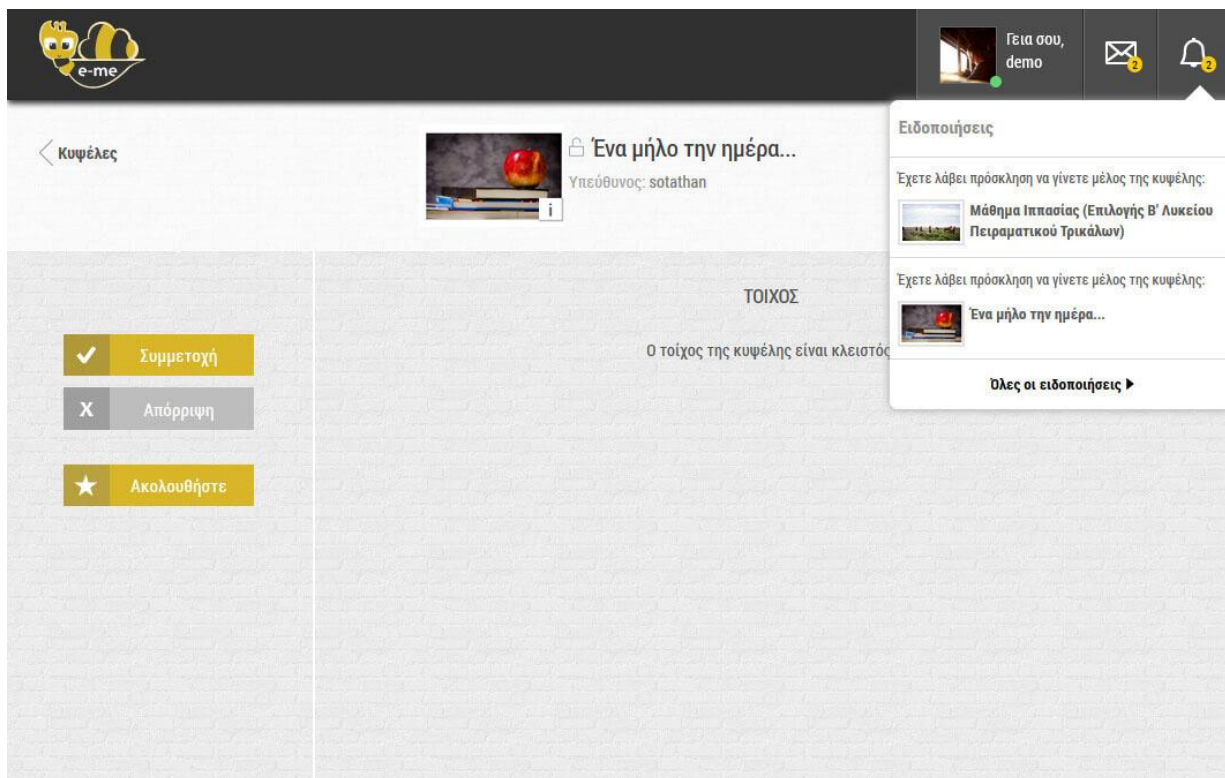 e-me
Γεια σου,
demo
2
2
Κυψέλες
Ένα μήλο την ημέρα...
Υπεύθυνος: sotathan
i
Ειδοποιήσεις
Έχετε λάβει πρόσκληση να γίνετε μέλος της κυψέλης:
Μάθημα Ιππασίας (Επιλογής Β' Λυκείου
Πειραματικού Τρικάλων)
Έχετε λάβει πρόσκληση να γίνετε μέλος της κυψέλης:
Ένα μήλο την ημέρα...
Όλες οι ειδοποιήσεις
ΤΟΙΧΟΣ
Ο τοίχος της κυψέλης είναι κλειστός
Συμμετοχή
X Απόρριψη
Ακολουθήστε